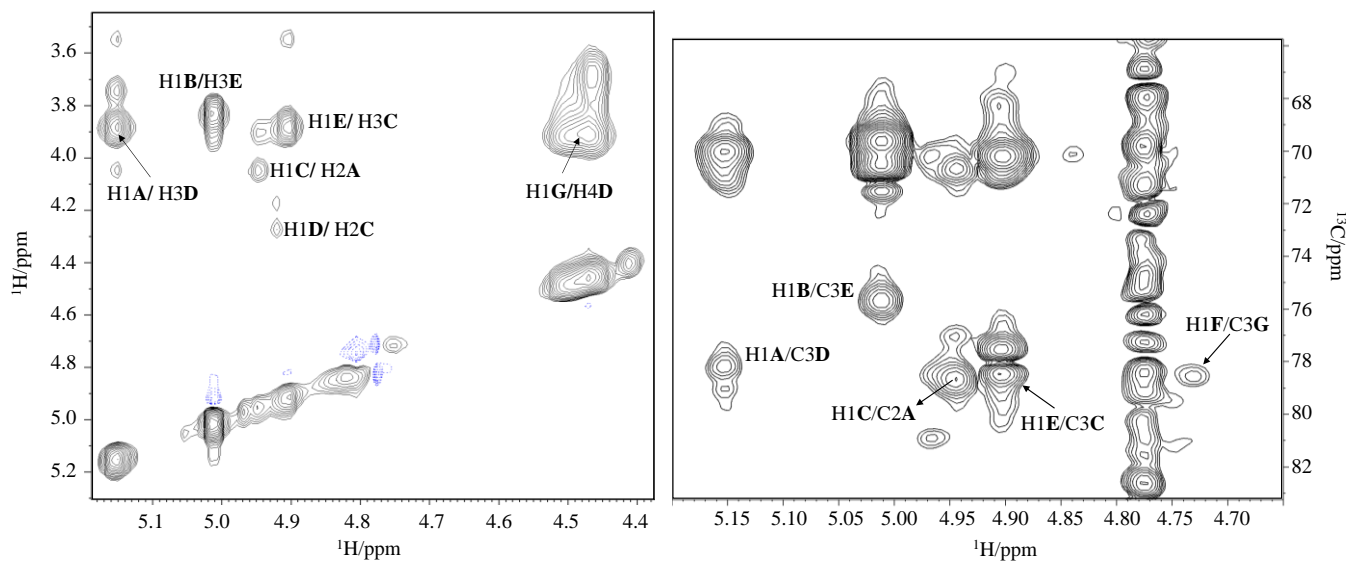 3.6
3.8
4.0
4.2
4.4
4.6
4.8
5.0
5.2
¹H/ppm
H1B/H3E
H1E/ H3C
H1C/ H2A
H1A/ H3D
H1G/H4D
H1D/ H2C
5.1 5.0 4.9 4.8 4.7 4.6 4.5 4.4
¹H/ppm
H1B/C3E
H1F/C3G
H1A/C3D
H1C/C2A
H1E/C3C
68
70
72
74
76
78
80
82
¹³C/ppm
5.15 5.10 5.05 5.00 4.95 4.90 4.85 4.80 4.75 4.70
¹H/ppm